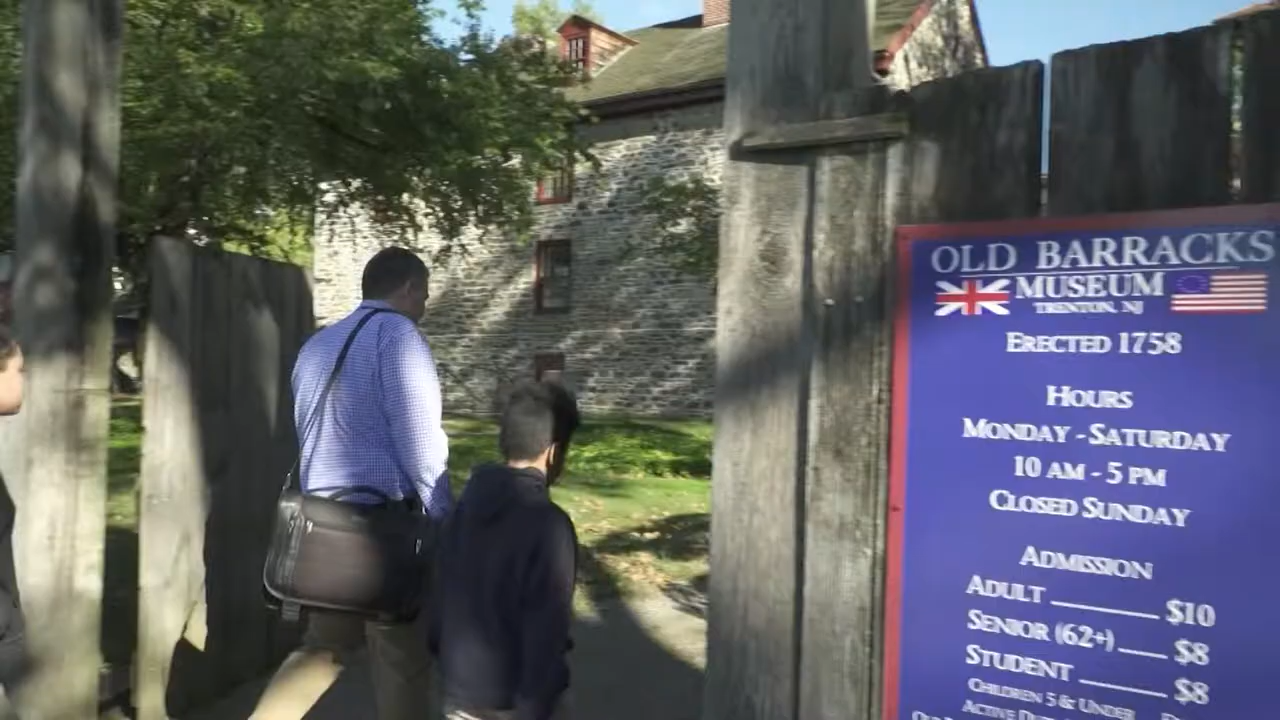 OLD BARRACKS
MUSEUM
TRENTON, NJ
ERECTED 1758
HOURS
MONDAY - SATURDAY
10 AM - 5 PM
CLOSED SUNDAY
ADMISSION
ADULT $10
SENIOR (62+) $8
STUDENT $8
CHILDREN 5 & UNDER
ACTIVE